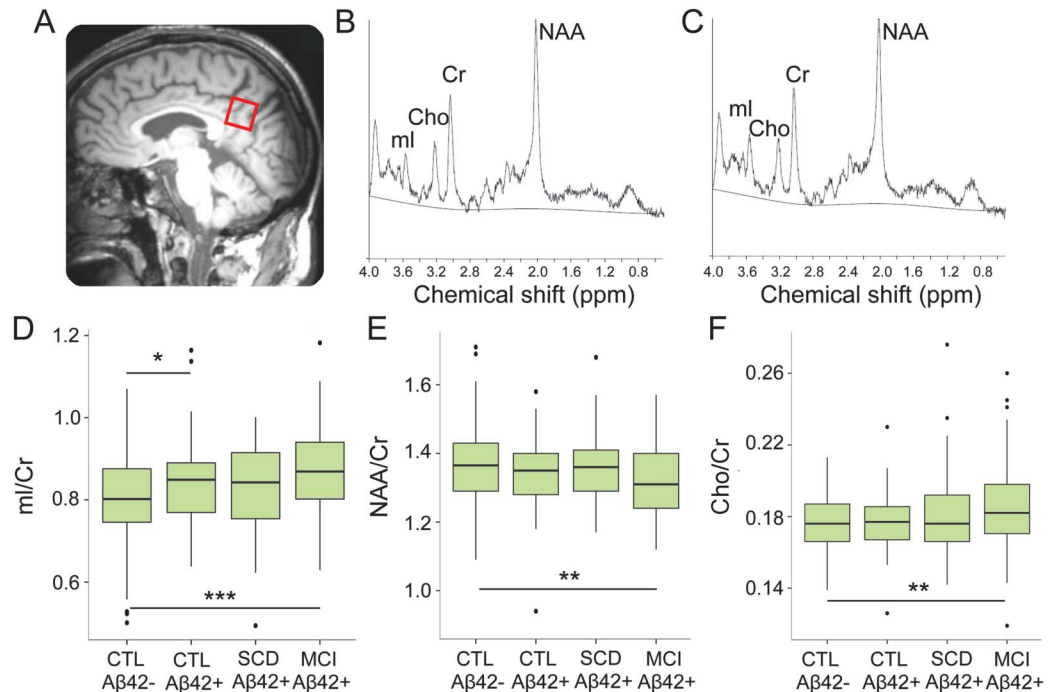 A
B
NAA
Cr
Cho
mI
4.0 3.6 3.2 2.8 2.4 2.0 1.6 1.2 0.8
Chemical shift (ppm)
C
NAA
Cr
mI
Cho
4.0 3.6 3.2 2.8 2.4 2.0 1.6 1.2 0.8
Chemical shift (ppm)
D
1.2
1.0
0.8
0.6
mI/Cr
*
***
CTL Aβ42-
CTL Aβ42+
SCD Aβ42+
MCI Aβ42+
E
1.6
1.4
1.2
1.0
NAA/Cr
**
CTL Aβ42-
CTL Aβ42+
SCD Aβ42+
MCI Aβ42+
F
0.26
0.22
0.18
0.14
Cho/Cr
**
CTL Aβ42-
CTL Aβ42+
SCD Aβ42+
MCI Aβ42+